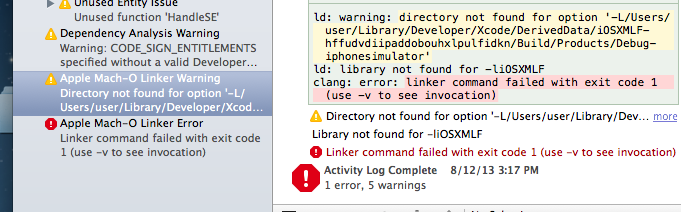 Unused Entity Issue
Unused function 'HandleSE'
Dependency Analysis Warning
Warning: CODE_SIGN_ENTITLEMENTS
specified without a valid Developer…
Apple Mach-O Linker Warning
Directory not found for option '-L/
Users/user/Library/Developer/Xcod…
Apple Mach-O Linker Error
Linker command failed with exit code
1 (use -v to see invocation)
ld: warning: directory not found for option '-L/Users/
user/Library/Developer/Xcode/DerivedData/iOSXMLF-
hffudvdiipaddobouhxlpulfidkn/Build/Products/Debug-
iphonesimulator'
ld: library not found for -liOSXMLF
clang: error: linker command failed with exit code 1
(use -v to see invocation)
Directory not found for option '-L/Users/user/Library/Dev… more
Library not found for -liOSXMLF
Linker command failed with exit code 1 (use -v to see invocation)
Activity Log Complete 8/12/13 3:17 PM
1 error, 5 warnings